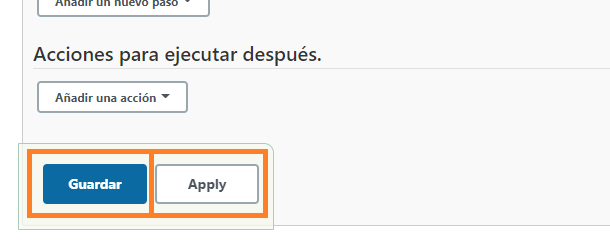 Añadir un nuevo paso
Acciones para ejecutar después.
Añadir una acción
Guardar
Apply